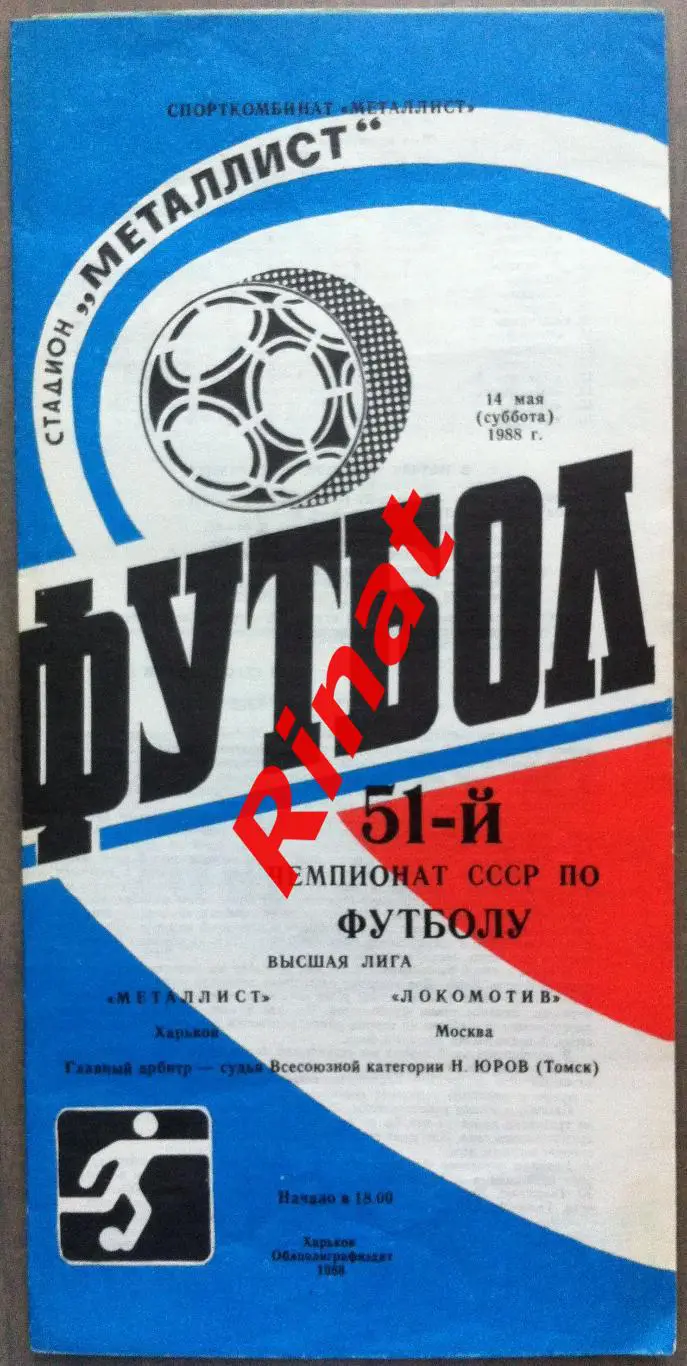 СПОРТКОМБИНАТ «МЕТАЛЛИСТ»
СТАДИОН „МЕТАЛЛИСТ“
14 мая
(суббота)
1988 г.
ФУТБОЛ
Rinat
51-й
ЧЕМПИОНАТ СССР ПО
ФУТБОЛУ
ВЫСШАЯ ЛИГА
«МЕТАЛЛИСТ» «ЛОКОМОТИВ»
Харьков Москва
Главный арбитр — судья Всесоюзной категории Н. ЮРОВ (Томск)
Начало в 18.00
Харьков
Облполиграфиздат
1988